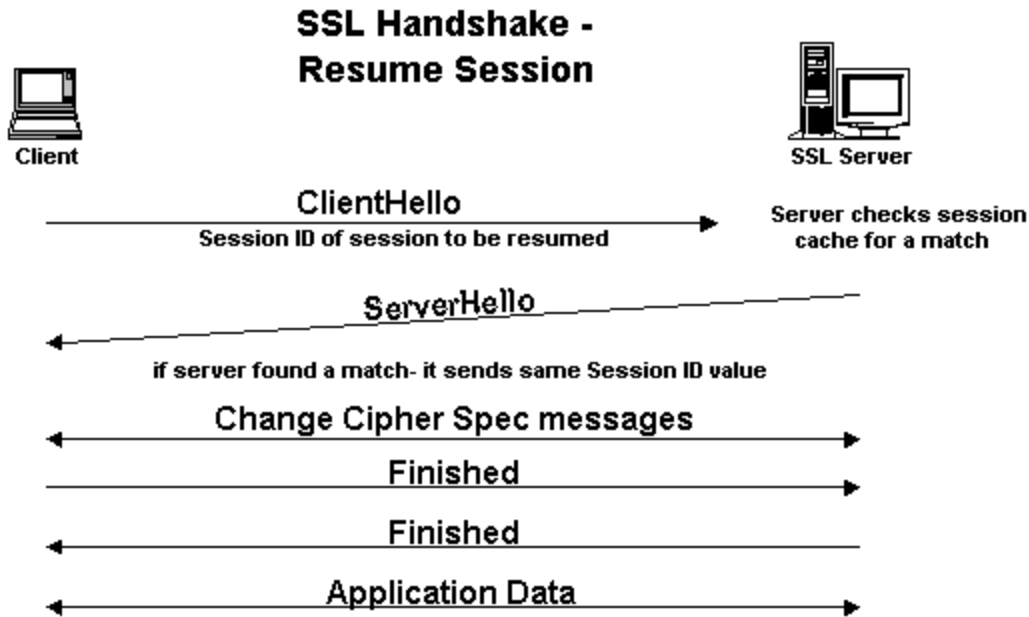 SSL Handshake -
Resume Session
Client
SSL Server
ClientHello
Session ID of session to be resumed
Server checks session
cache for a match
ServerHello
if server found a match- it sends same Session ID value
Change Cipher Spec messages
Finished
Finished
Application Data